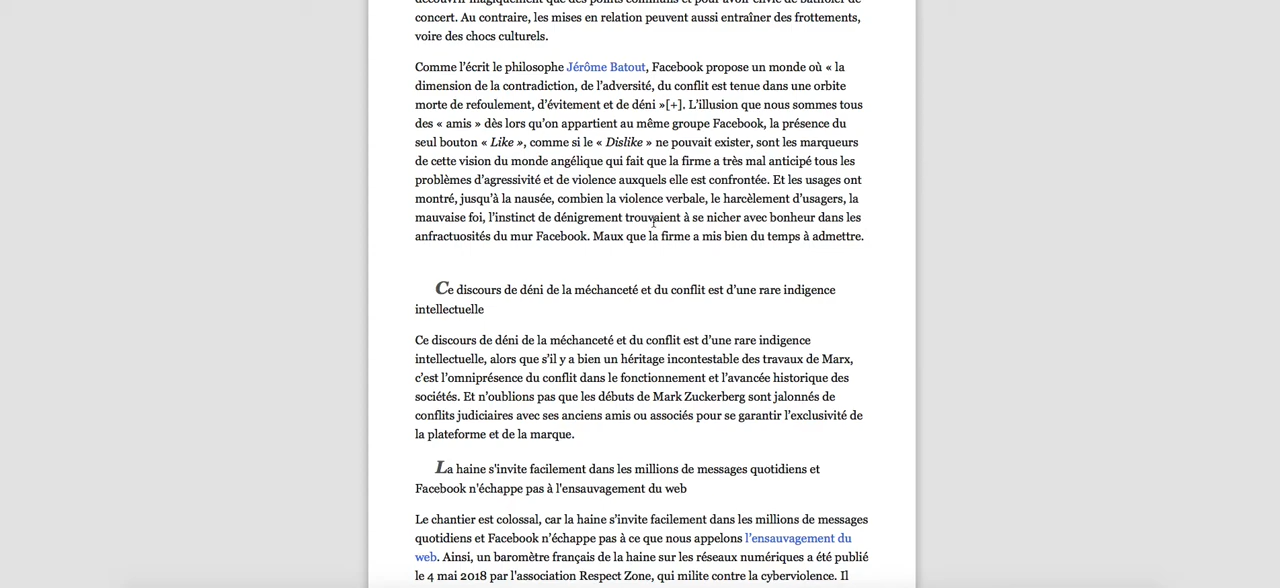 concert. Au contraire, les mises en relation peuvent aussi entraîner des frottements,
voire des chocs culturels.
Comme l'écrit le philosophe Jérôme Batout, Facebook propose un monde où « la
dimension de la contradiction, de l'adversité, du conflit est tenue dans une orbite
morte de refoulement, d'évitement et de déni »[+]. L'illusion que nous sommes tous
des « amis » dès lors qu'on appartient au même groupe Facebook, la présence du
seul bouton « Like », comme si le « Dislike » ne pouvait exister, sont les marqueurs
de cette vision du monde angélique qui fait que la firme a très mal anticipé tous les
problèmes d'agressivité et de violence auxquels elle est confrontée. Et les usages ont
montré, jusqu'à la nausée, combien la violence verbale, le harcèlement d'usagers, la
mauvaise foi, l'instinct de dénigrement trouvaient à se nicher avec bonheur dans les
anfractuosités du mur Facebook. Maux que la firme a mis bien du temps à admettre.
Ce discours de déni de la méchanceté et du conflit est d'une rare indigence
intellectuelle
Ce discours de déni de la méchanceté et du conflit est d'une rare indigence
intellectuelle, alors que s'il y a bien un héritage incontestable des travaux de Marx,
c'est l'omniprésence du conflit dans le fonctionnement et l'avancée historique des
sociétés. Et n'oublions pas que les débuts de Mark Zuckerberg sont jalonnés de
conflits judiciaires avec ses anciens amis ou associés pour se garantir l'exclusivité de
la plateforme et de la marque.
La haine s'invite facilement dans les millions de messages quotidiens et
Facebook n'échappe pas à l'ensauvagement du web
Le chantier est colossal, car la haine s'invite facilement dans les millions de messages
quotidiens et Facebook n'échappe pas à ce que nous appelons l'ensauvagement du
web. Ainsi, un baromètre français de la haine sur les réseaux numériques a été publié
le 4 mai 2018 par l'association Respect Zone, qui milite contre la cyberviolence. Il